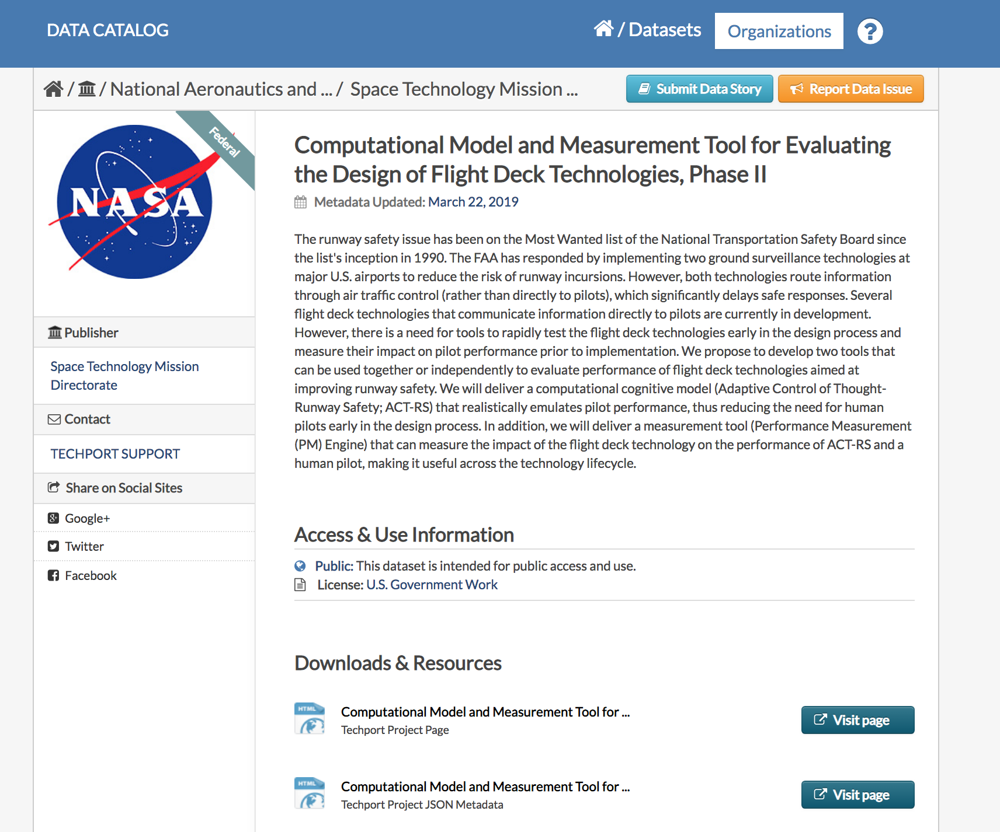 DATA CATALOG
/ Datasets
Organizations
?
/ / National Aeronautics and ... / Space Technology Mission ...
Submit Data Story
Report Data Issue
Federal
NASA
Publisher
Space Technology Mission
Directorate
Contact
TECHPORT SUPPORT
Share on Social Sites
Google+
Twitter
Facebook
Computational Model and Measurement Tool for Evaluating
the Design of Flight Deck Technologies, Phase II
Metadata Updated: March 22, 2019
The runway safety issue has been on the Most Wanted list of the National Transportation Safety Board since
the list's inception in 1990. The FAA has responded by implementing two ground surveillance technologies at
major U.S. airports to reduce the risk of runway incursions. However, both technologies route information
through air traffic control (rather than directly to pilots), which significantly delays safe responses. Several
flight deck technologies that communicate information directly to pilots are currently in development.
However, there is a need for tools to rapidly test the flight deck technologies early in the design process and
measure their impact on pilot performance prior to implementation. We propose to develop two tools that
can be used together or independently to evaluate performance of flight deck technologies aimed at
improving runway safety. We will deliver a computational cognitive model (Adaptive Control of Thought-
Runway Safety; ACT-RS) that realistically emulates pilot performance, thus reducing the need for human
pilots early in the design process. In addition, we will deliver a measurement tool (Performance Measurement
(PM) Engine) that can measure the impact of the flight deck technology on the performance of ACT-RS and a
human pilot, making it useful across the technology lifecycle.
Access & Use Information
Public: This dataset is intended for public access and use.
License: U.S. Government Work
Downloads & Resources
HTML
Computational Model and Measurement Tool for ...
Techport Project Page
Visit page
HTML
Computational Model and Measurement Tool for ...
Techport Project JSON Metadata
Visit page